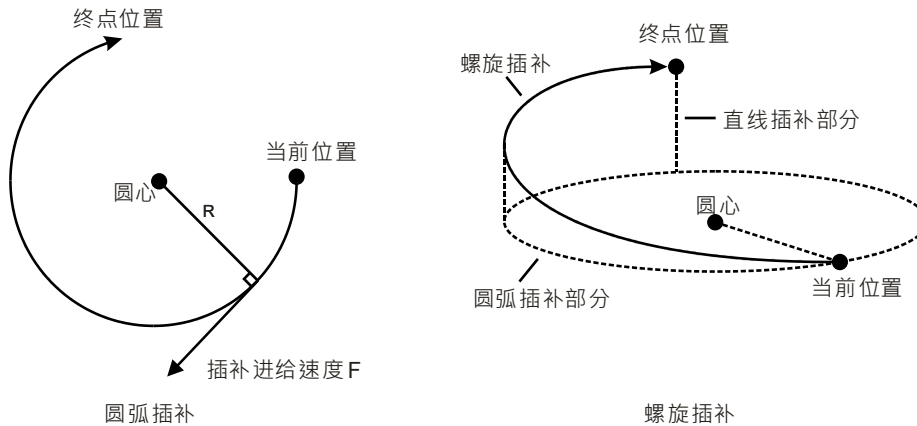 终点位置
当前位置
圆心
R
插补进给速度F
圆弧插补
终点位置
螺旋插补
直线插补部分
圆心
圆弧插补部分
当前位置
螺旋插补